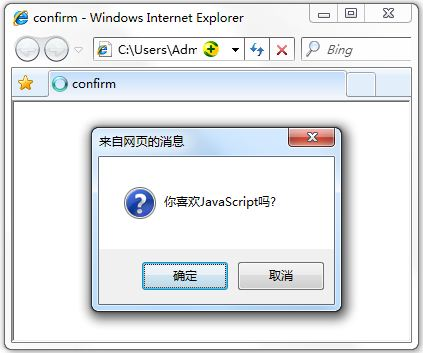 confirm - Windows Internet Explorer
C:\Users\Adm
Bing
confirm
来自网页的消息
你喜欢JavaScript吗?
确定
取消